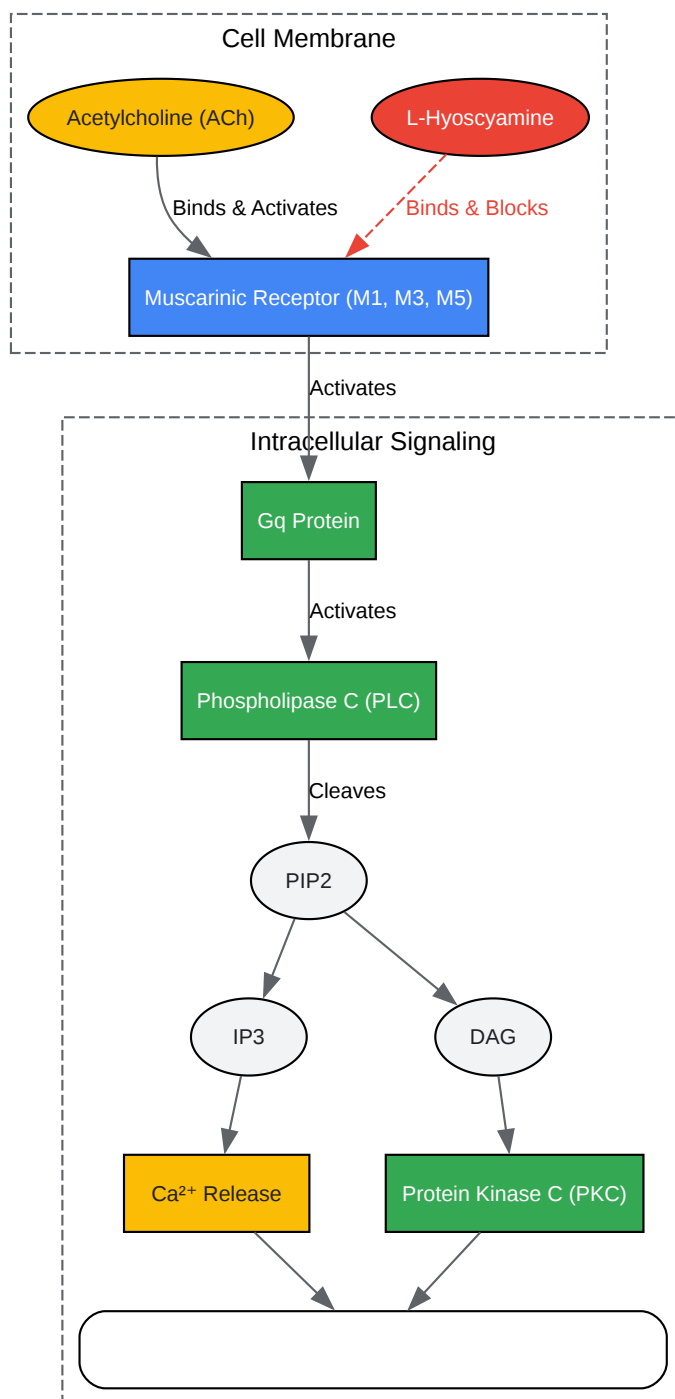 Cell Membrane
Acetylcholine (ACh)
L-Hyoscyamine
Binds & Activates
Binds & Blocks
Muscarinic Receptor (M1, M3, M5)
Activates
Intracellular Signaling
Gq Protein
Activates
Phospholipase C (PLC)
Cleaves
PIP2
IP3
DAG
Ca²⁺ Release
Protein Kinase C (PKC)